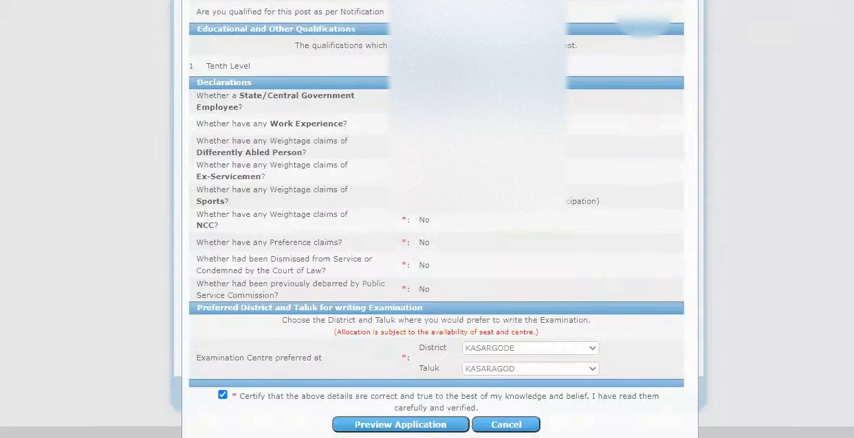 Are you qualified for this post as per Notification
Educational and Other Qualifications
The qualifications which
st.
1 Tenth Level
Declarations
Whether a State/Central Government
Employee?
Whether have any Work Experience?
Whether have any Weightage claims of
Differently Abled Person?
Whether have any Weightage claims of
Ex-Servicemen?
Whether have any Weightage claims of
Sports?
cipation)
Whether have any Weightage claims of
NCC?
*: No
Whether have any Preference claims? *: No
Whether had been Dismissed from Service or
Condemned by the Court of Law?
*: No
Whether had been previously debarred by Public
Service Commission?
*: No
Preferred District and Taluk for writing Examination
Choose the District and Taluk where you would prefer to write the Examination.
(Allocation is subject to the availability of seat and centre.)
Examination Centre preferred at *:
District KASARGODE
Taluk KASARAGOD
* Certify that the above details are correct and true to the best of my knowledge and belief. I have read them
carefully and verified.
Preview Application Cancel